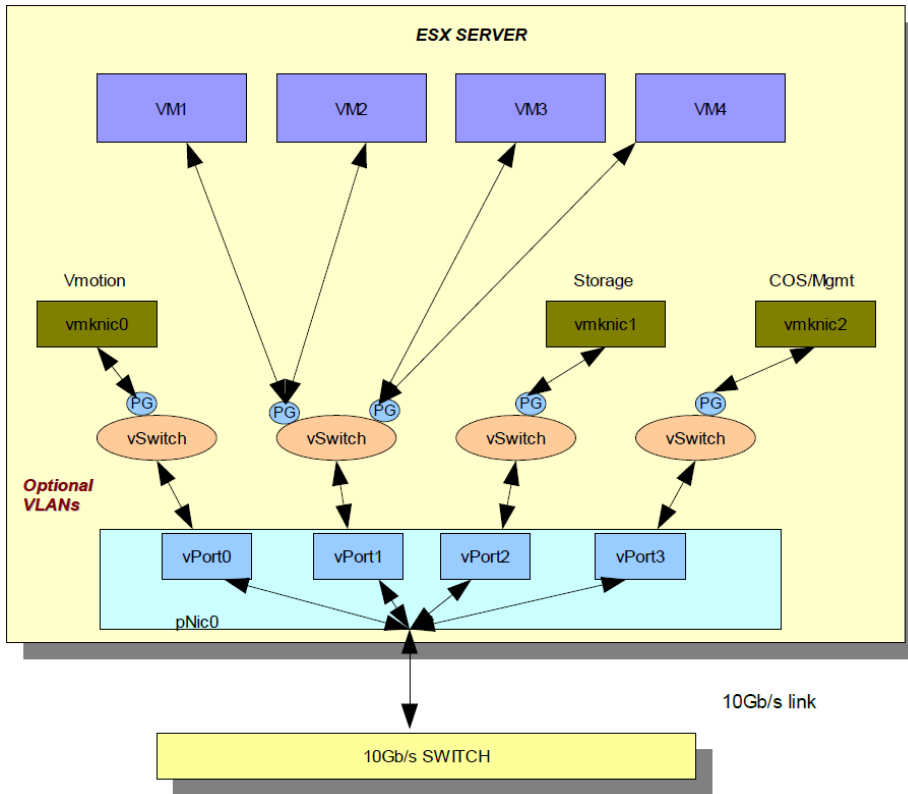 ESX SERVER
VM1
VM2
VM3
VM4
Vmotion
Storage
COS/Mgmt
vmknic0
vmknic1
vmknic2
PG
PG
PG
PG
PG
vSwitch
vSwitch
vSwitch
vSwitch
Optional
VLANs
vPort0
vPort1
vPort2
vPort3
pNic0
10Gb/s link
10Gb/s SWITCH